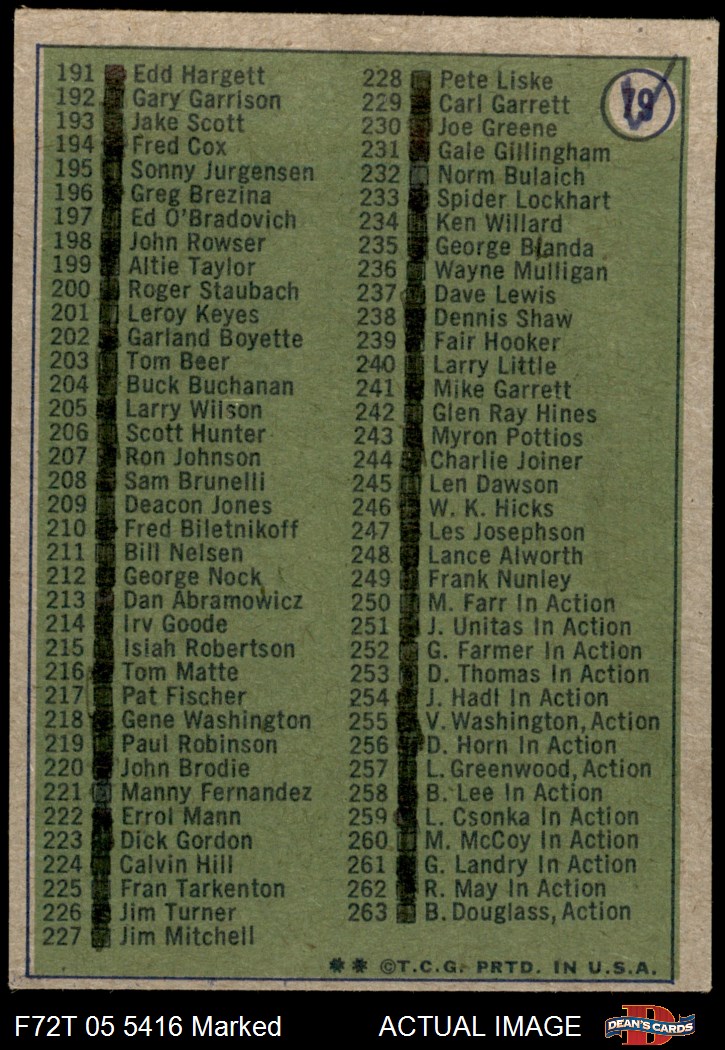 191 Edd Hargett
192 Gary Garrison
193 Jake Scott
194 Fred Cox
195 Sonny Jurgensen
196 Greg Brezina
197 Ed O'Bradovich
198 John Rowser
199 Altie Taylor
200 Roger Staubach
201 Leroy Keyes
202 Garland Boyette
203 Tom Beer
204 Buck Buchanan
205 Larry Wilson
206 Scott Hunter
207 Ron Johnson
208 Sam Brunelli
209 Deacon Jones
210 Fred Biletnikoff
211 Bill Nelsen
212 George Nock
213 Dan Abramowicz
214 Irv Goode
215 Isiah Robertson
216 Tom Matte
217 Pat Fischer
218 Gene Washington
219 Paul Robinson
220 John Brodie
221 Manny Fernandez
222 Errol Mann
223 Dick Gordon
224 Calvin Hill
225 Fran Tarkenton
226 Jim Turner
227 Jim Mitchell
79
228 Pete Liske
229 Carl Garrett
230 Joe Greene
231 Gale Gillingham
232 Norm Bulaich
233 Spider Lockhart
234 Ken Willard
235 George Blanda
236 Wayne Mulligan
237 Dave Lewis
238 Dennis Shaw
239 Fair Hooker
240 Larry Little
241 Mike Garrett
242 Glen Ray Hines
243 Myron Pottios
244 Charlie Joiner
245 Len Dawson
246 W. K. Hicks
247 Les Josephson
248 Lance Alworth
249 Frank Nunley
250 M. Farr In Action
251 J. Unitas In Action
252 G. Farmer In Action
253 D. Thomas In Action
254 J. Hadl In Action
255 V. Washington, Action
256 D. Horn In Action
257 L. Greenwood, Action
258 B. Lee In Action
259 L. Csonka In Action
260 M. McCoy In Action
261 G. Landry In Action
262 R. May In Action
263 B. Douglass, Action
** ©T.C.G. PRTD. IN U.S.A.
F72T 05 5416 Marked
ACTUAL IMAGE
D
DEAN'S CARDS